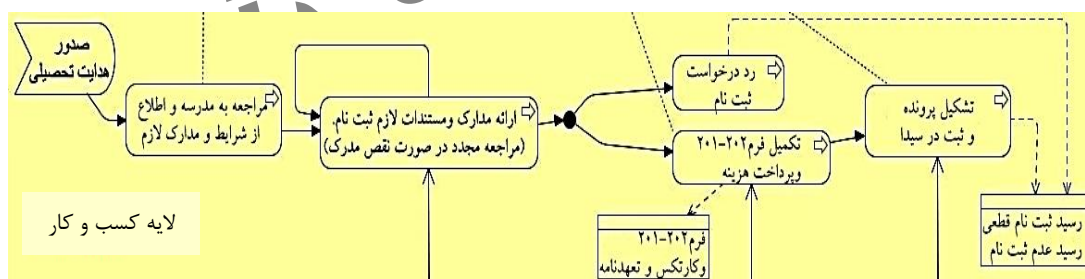 صدور
هدایت تحصیلی
مراجعه به مدرسه و اطلاع
از شرایط و مدارک لازم
ارائه مدارک ومستندات لازم ثبت نام.
(مراجعه مجدد در صورت نقص مدرک)
رد درخواست
ثبت نام
تکمیل فرم۲۰۲-۲۰۱
وپرداخت هزینه
تشکیل پرونده
و ثبت در سیدا
فرم۲۰۲-۲۰۱
وکارتکس و تعهدنامه
رسید ثبت نام قطعی
رسید عدم ثبت نام
لایه کسب و کار